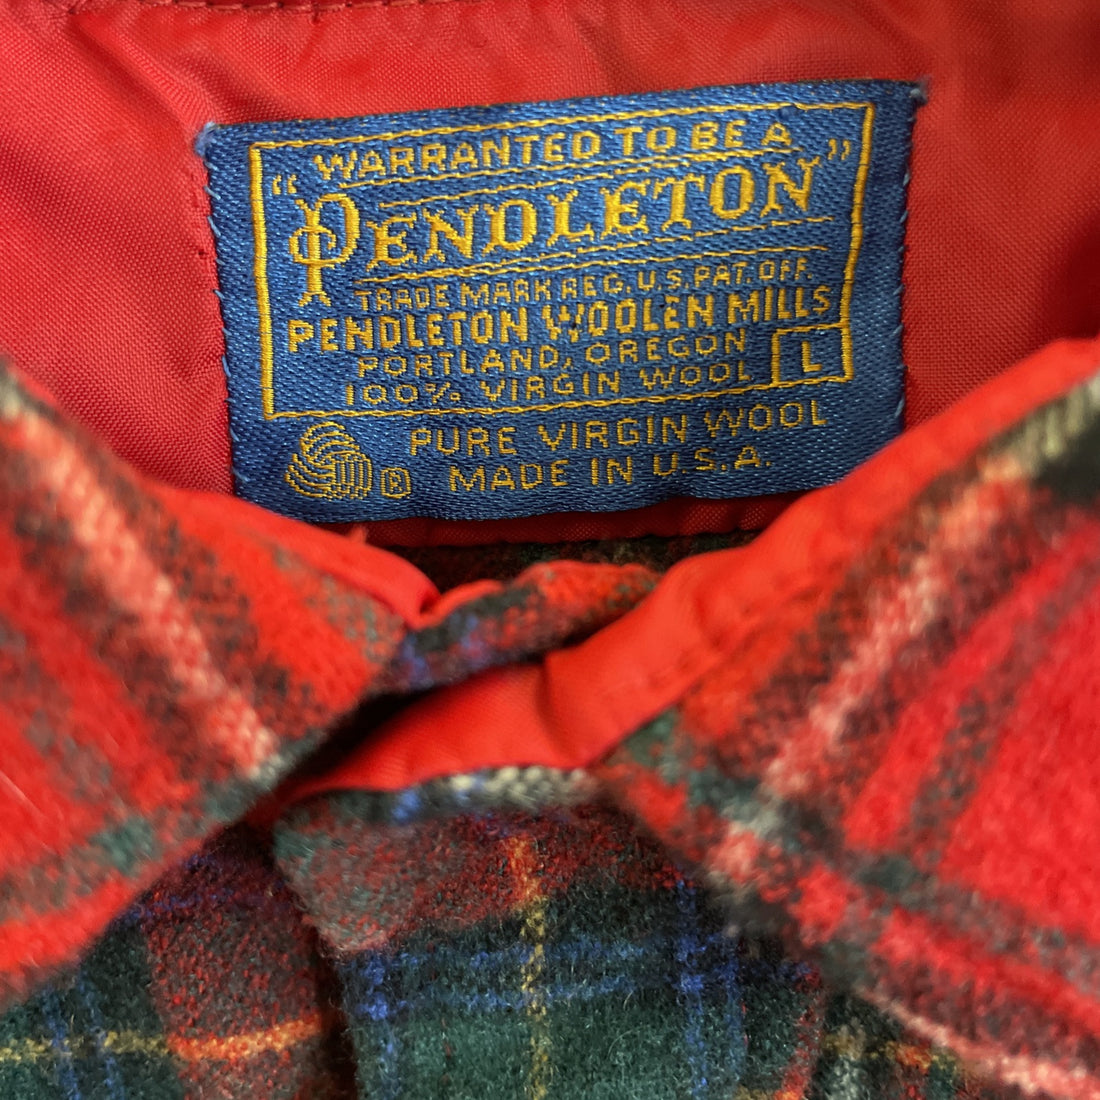 WARRANTED TO BE A
"PENDLETON"
TRADE MARK REG. U.S. PAT. OFF.
PENDLETON WOOLEN MILLS
PORTLAND, OREGON
100% VIRGIN WOOL
L
PURE VIRGIN WOOL
® MADE IN U.S.A.